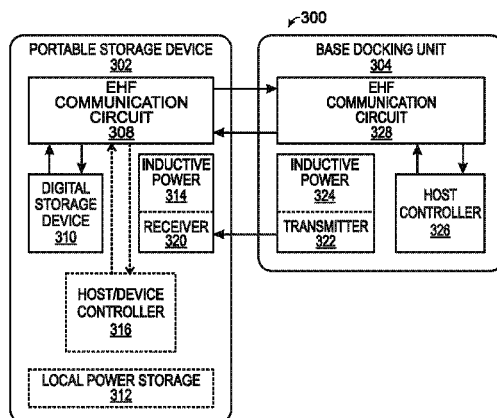 300
PORTABLE STORAGE DEVICE
302
EHF
COMMUNICATION
CIRCUIT
308
DIGITAL
STORAGE
DEVICE
310
INDUCTIVE
POWER
314
RECEIVER
320
HOST/DEVICE
CONTROLLER
316
LOCAL POWER STORAGE
312
BASE DOCKING UNIT
304
EHF
COMMUNICATION
CIRCUIT
328
INDUCTIVE
POWER
324
TRANSMITTER
322
HOST
CONTROLLER
326